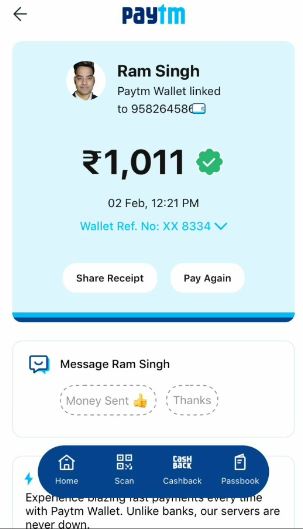 paytm
Ram Singh
Paytm Wallet linked
to 958264586
₹1,011
02 Feb, 12:21 PM
Wallet Ref. No: XX 8334
Share Receipt
Pay Again
Message Ram Singh
Money Sent 👍
Thanks
Home
Scan
CASH
BACK
Cashback
Passbook
Experience blazing fast payments every time
with Paytm Wallet. Unlike banks, our servers are
never down.